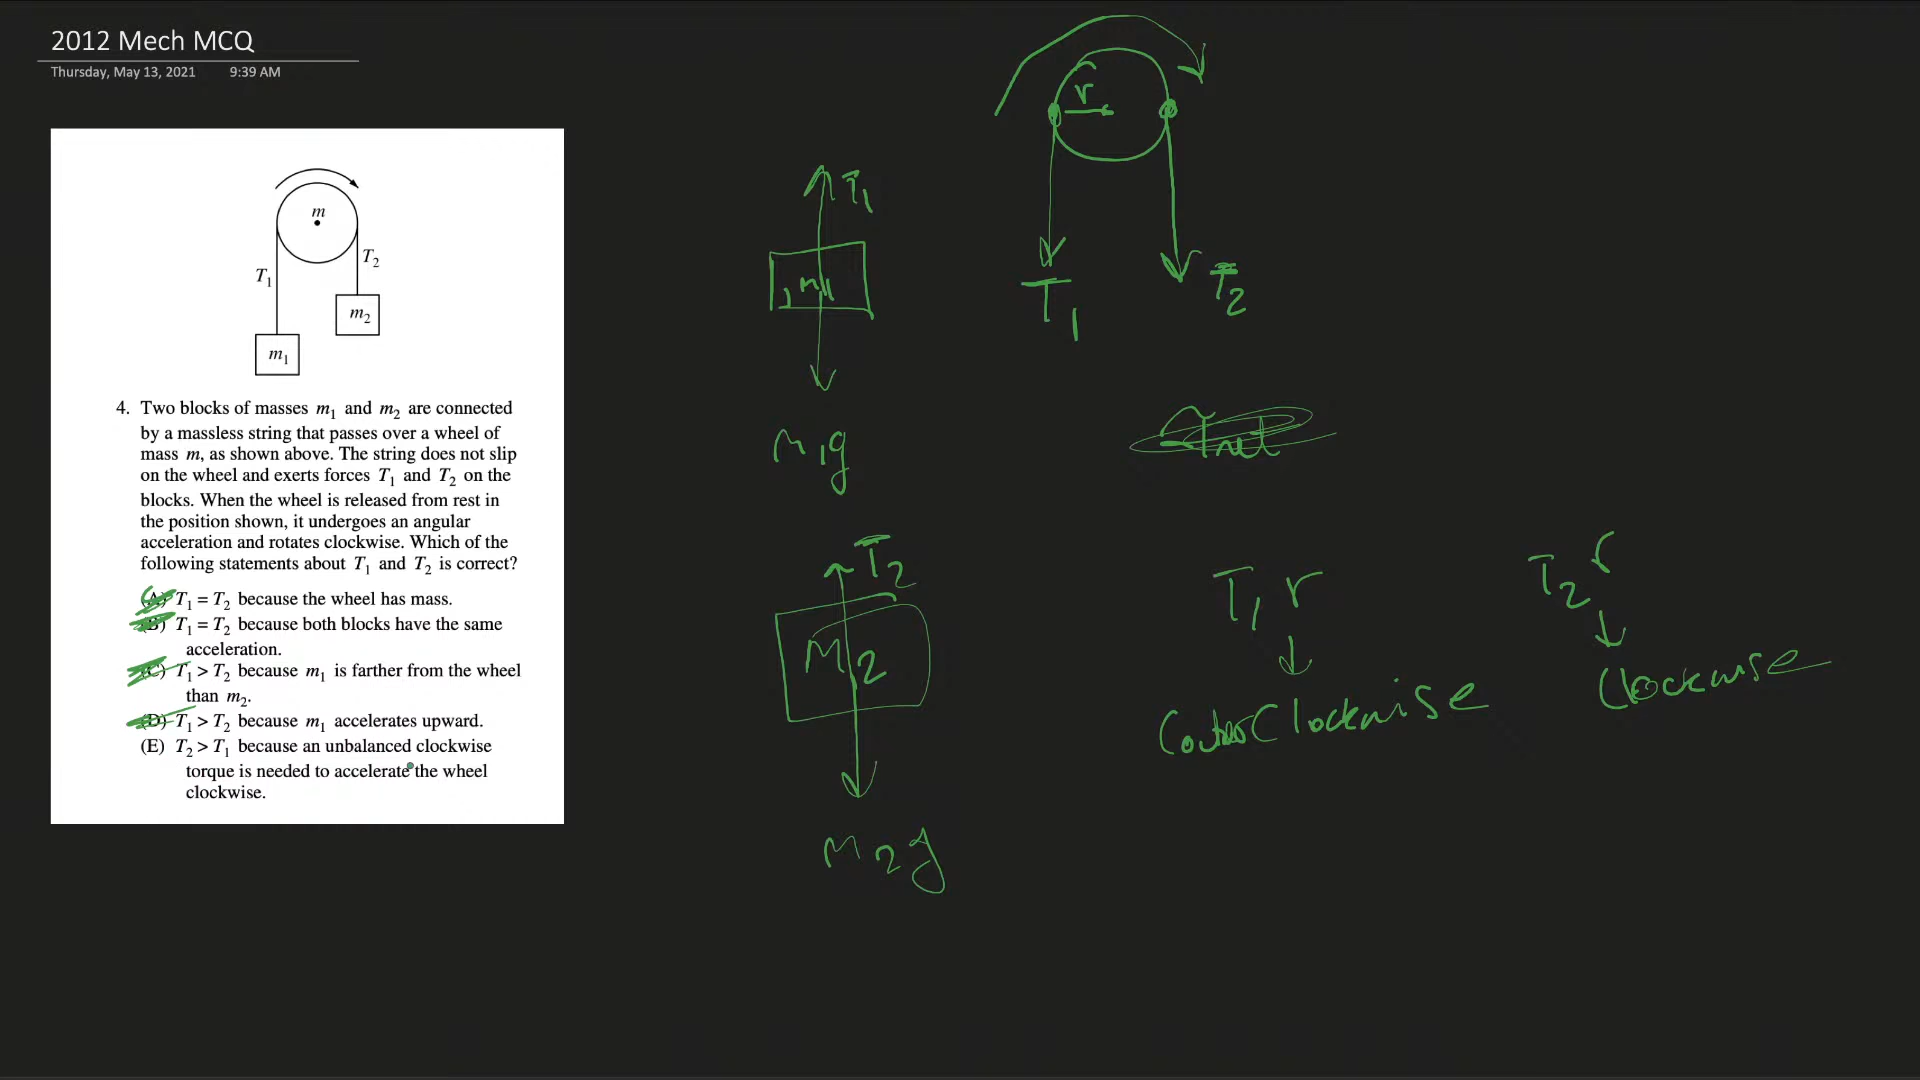 2012 Mech MCQ
Thursday, May 13, 2021 9:39 AM
m
T₁
T₂
m₂
m₁
4. Two blocks of masses m₁ and m₂ are connected
by a massless string that passes over a wheel of
mass m, as shown above. The string does not slip
on the wheel and exerts forces T₁ and T₂ on the
blocks. When the wheel is released from rest in
the position shown, it undergoes an angular
acceleration and rotates clockwise. Which of the
following statements about T₁ and T₂ is correct?
(A) T₁ = T₂ because the wheel has mass.
(B) T₁ = T₂ because both blocks have the same
acceleration.
(C) T₁ > T₂ because m₁ is farther from the wheel
than m₂.
(D) T₁ > T₂ because m₁ accelerates upward.
(E) T₂ > T₁ because an unbalanced clockwise
torque is needed to accelerate the wheel
clockwise.
T₁
m₁
m₁g
T₂
M₂
M₂g
r
T₁
T₂
T₁ r
T₂ r
Clockwise